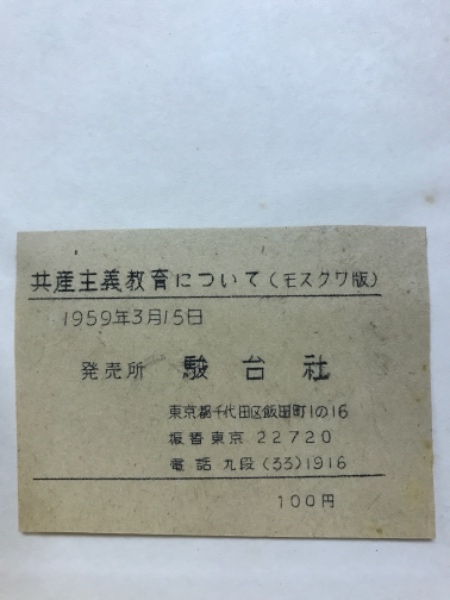 共産主義教育について(モスクワ版)
1959年3月15日
発売所 駿台社
東京都千代田区飯田町1の16
振替東京 22720
電話 九段(33)1916
100円